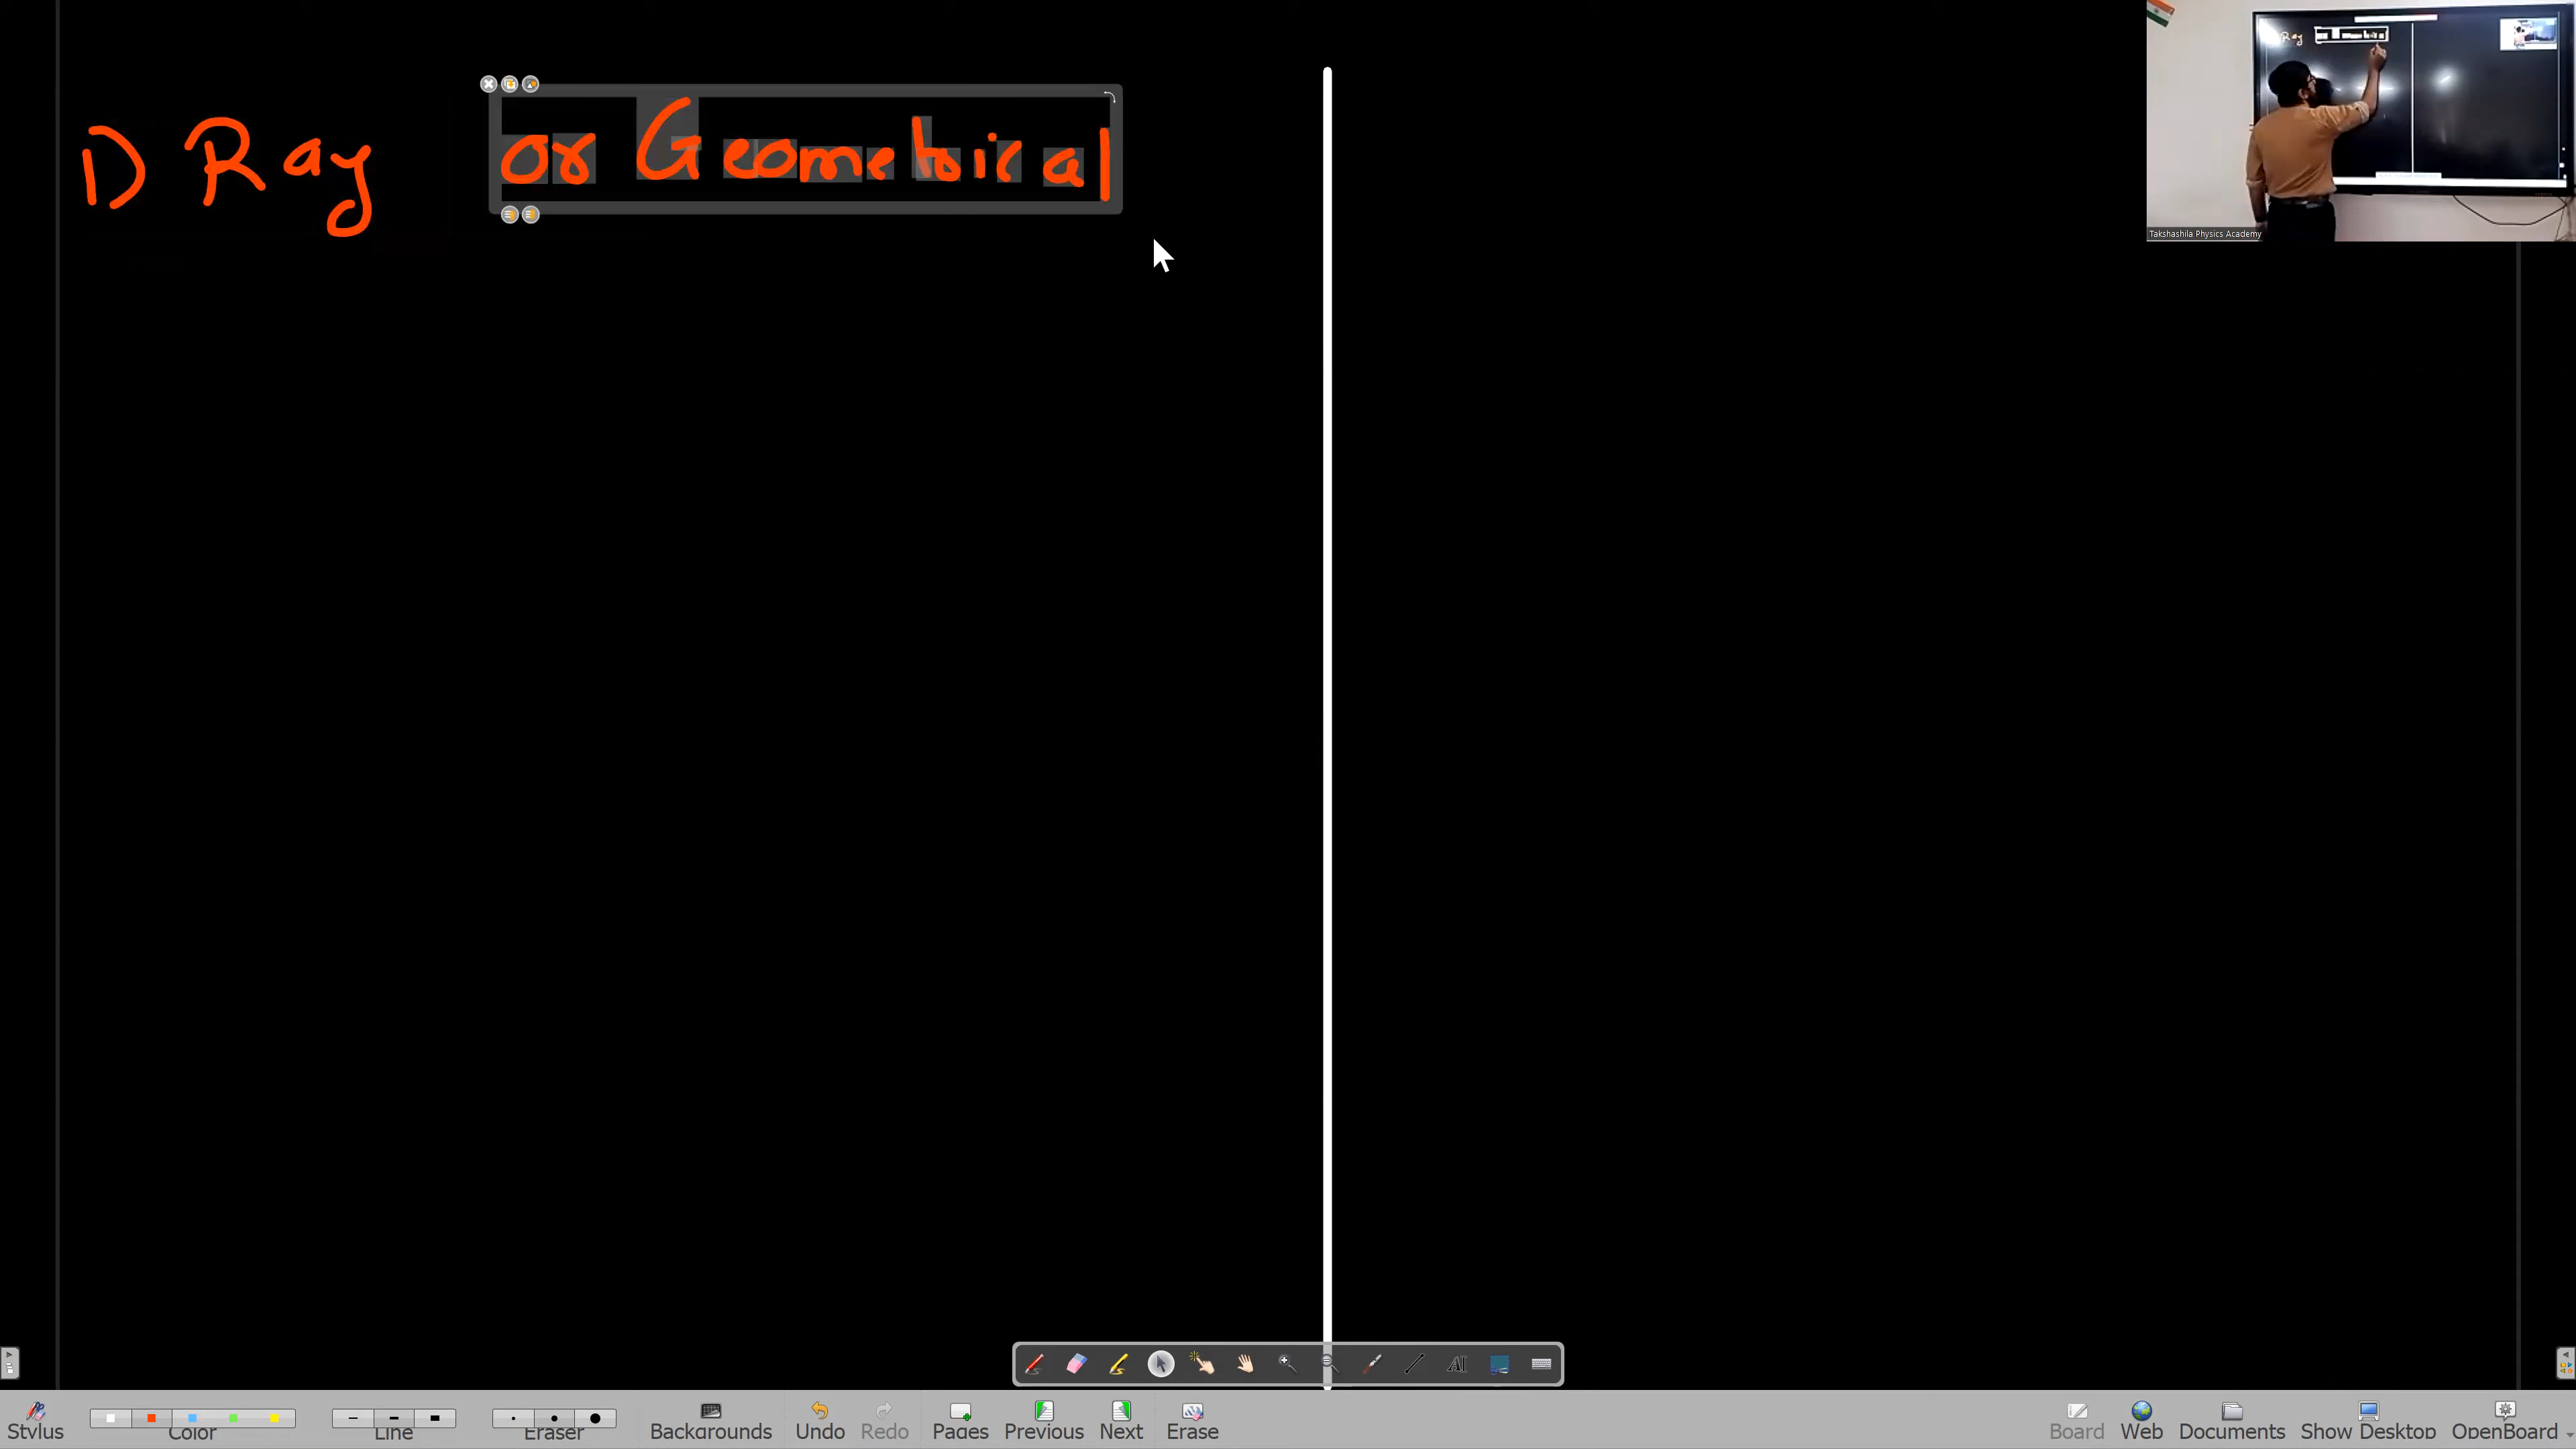 1) Ray or Geometrical
Takshashila Physics Academy
Stylus Color Line Eraser Backgrounds Undo Redo Pages Previous Next Erase Board Web Documents Show Desktop OpenBoard